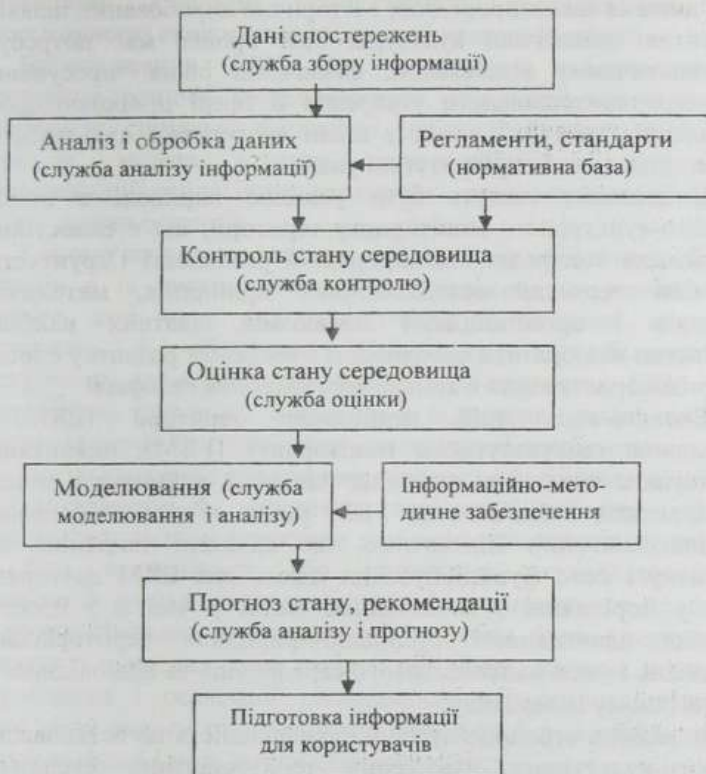 Дані спостережень
(служба збору інформації)
Аналіз і обробка даних
(служба аналізу інформації)
Регламенти, стандарти
(нормативна база)
Контроль стану середовища
(служба контролю)
Оцінка стану середовища
(служба оцінки)
Моделювання (служба
моделювання і аналізу)
Інформаційно-мето-
дичне забезпечення
Прогноз стану, рекомендації
(служба аналізу і прогнозу)
Підготовка інформації
для користувачів